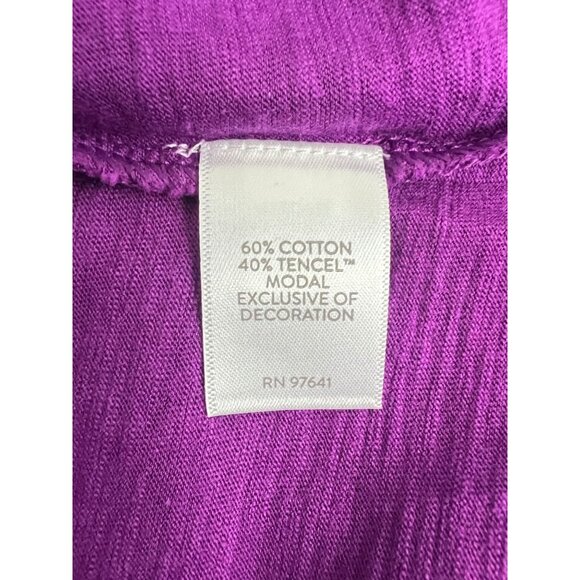 60% COTTON
40% TENCEL™
MODAL
EXCLUSIVE OF
DECORATION
RN 97641